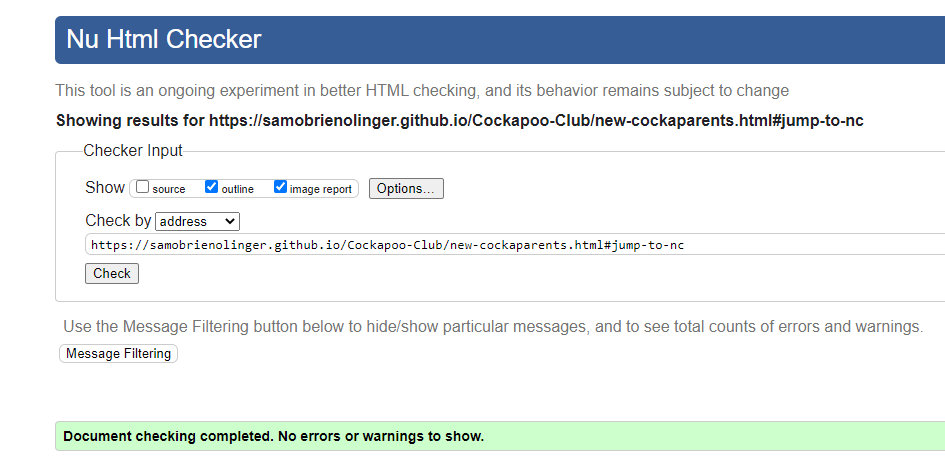 Nu Html Checker
This tool is an ongoing experiment in better HTML checking, and its behavior remains subject to change
Showing results for https://samobrienolinger.github.io/Cockapoo-Club/new-cockaparents.html#jump-to-nc
Checker Input
Show source outline image report Options...
Check by address
https://samobrienolinger.github.io/Cockapoo-Club/new-cockaparents.html#jump-to-nc
Check
Use the Message Filtering button below to hide/show particular messages, and to see total counts of errors and warnings.
Message Filtering
Document checking completed. No errors or warnings to show.